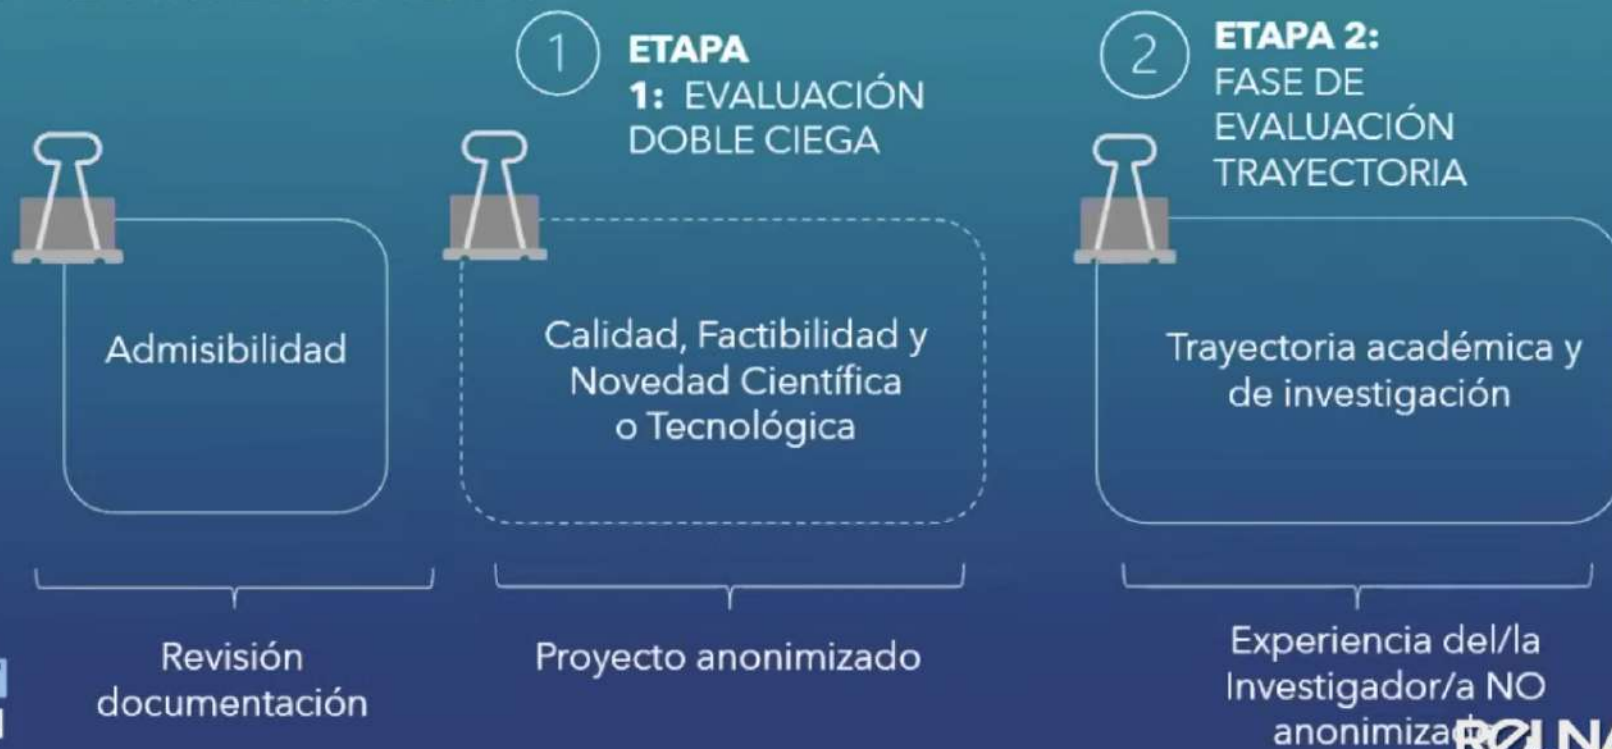 1
ETAPA
1: EVALUACIÓN
DOBLE CIEGA
2
ETAPA 2:
FASE DE
EVALUACIÓN
TRAYECTORIA
Admisibilidad
Calidad, Factibilidad y
Novedad Científica
o Tecnológica
Trayectoria académica y
de investigación
Revisión
documentación
Proyecto anonimizado
Experiencia del/la
Investigador/a NO